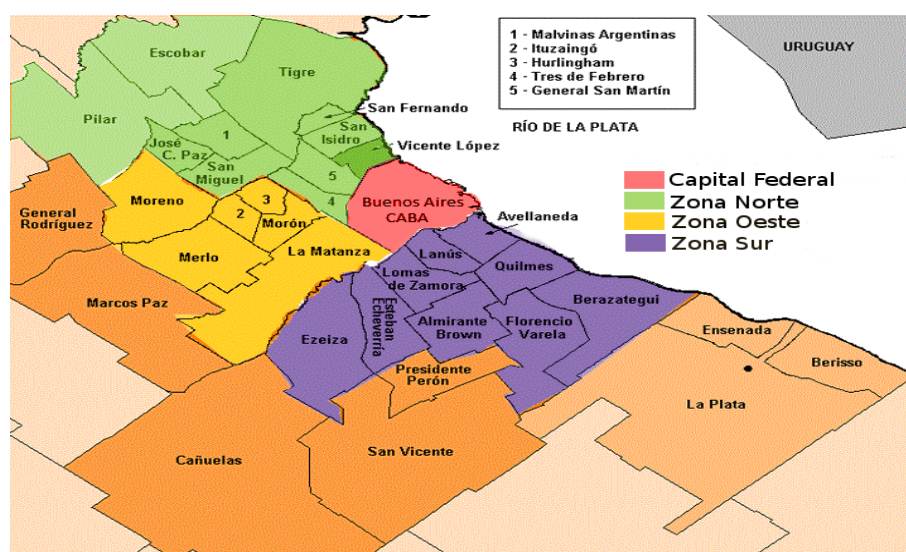 Escobar
Tigre
1 - Malvinas Argentinas
2 - Ituzaingó
3 - Hurlingham
4 - Tres de Febrero
5 - General San Martín
URUGUAY
RÍO DE LA PLATA
San Fernando
Pilar
1
San
Isidro
Vicente López
José
C. Paz
San
Miguel
5
4
Capital Federal
Zona Norte
Zona Oeste
Zona Sur
Moreno
3
2
Morón
Buenos Aires
CABA
General
Rodríguez
Avellaneda
Merlo
La Matanza
Lanús
Quilmes
Lomas
de Zamora
Marcos Paz
Berazategui
Esteban
Echeverría
Ezeiza
Almirante
Brown
Florencio
Varela
Ensenada
Berisso
Presidente
Perón
La Plata
San Vicente
Cañuelas